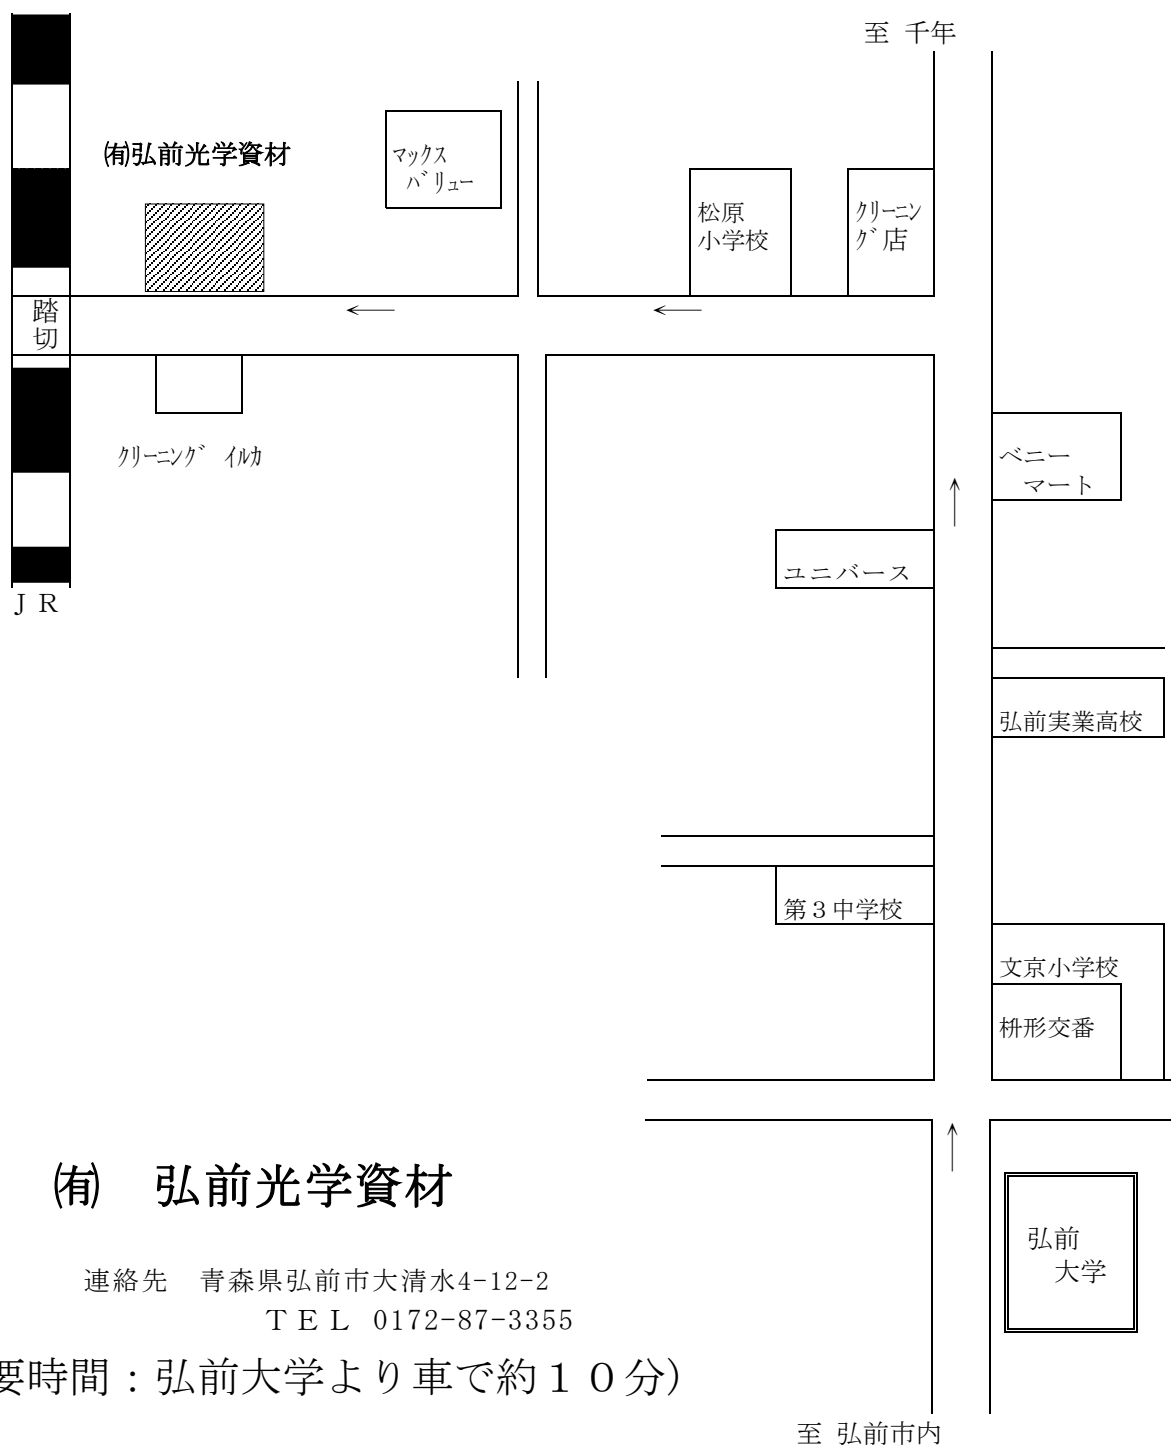 至 千年
㈲弘前光学資材
マックス
バリュー
松原
小学校
クリーニン
グ店
踏
切
クリーニング イルカ
ベニー
マート
ユニバース
ＪＲ
弘前実業高校
第３中学校
文京小学校
枡形交番
㈲ 弘前光学資材
弘前
大学
連絡先 青森県弘前市大清水4-12-2
ＴＥＬ 0172-87-3355
要時間：弘前大学より車で約１０分)
至 弘前市内